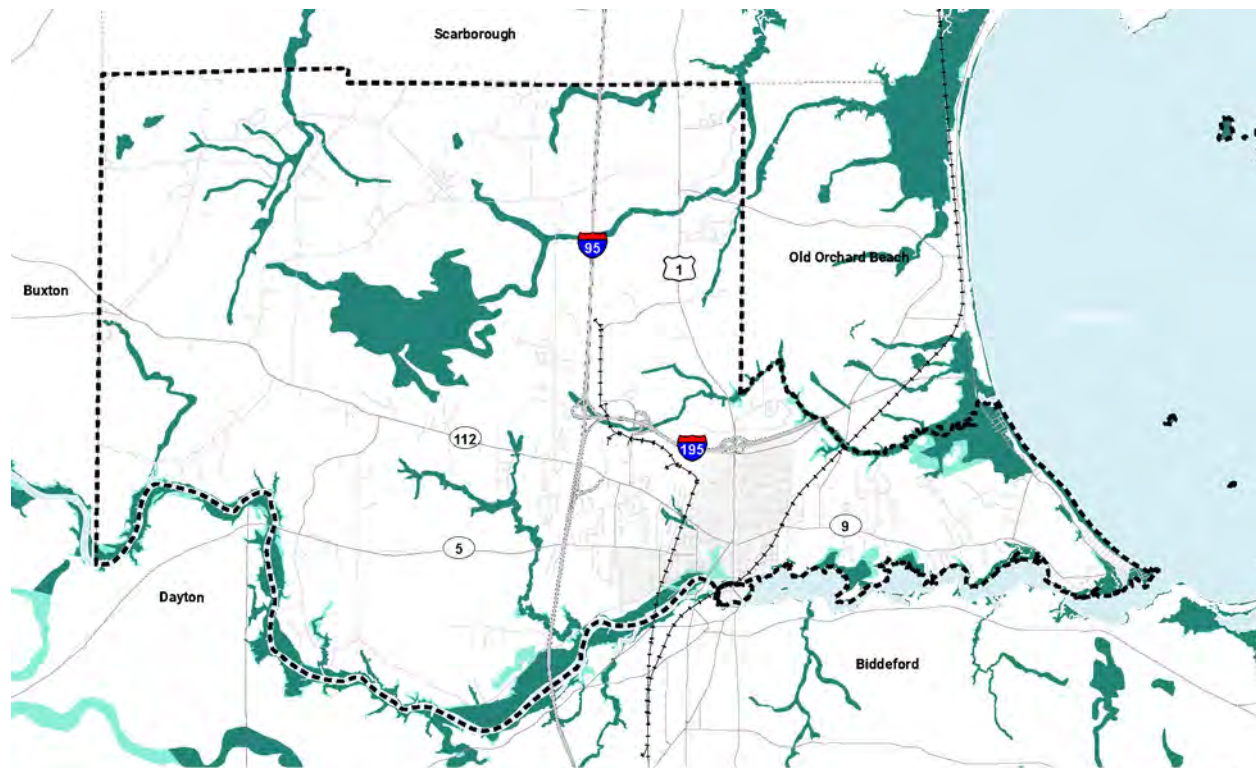 Scarborough
95
1
Old Orchard Beach
Buxton
112
195
9
5
Dayton
Biddeford